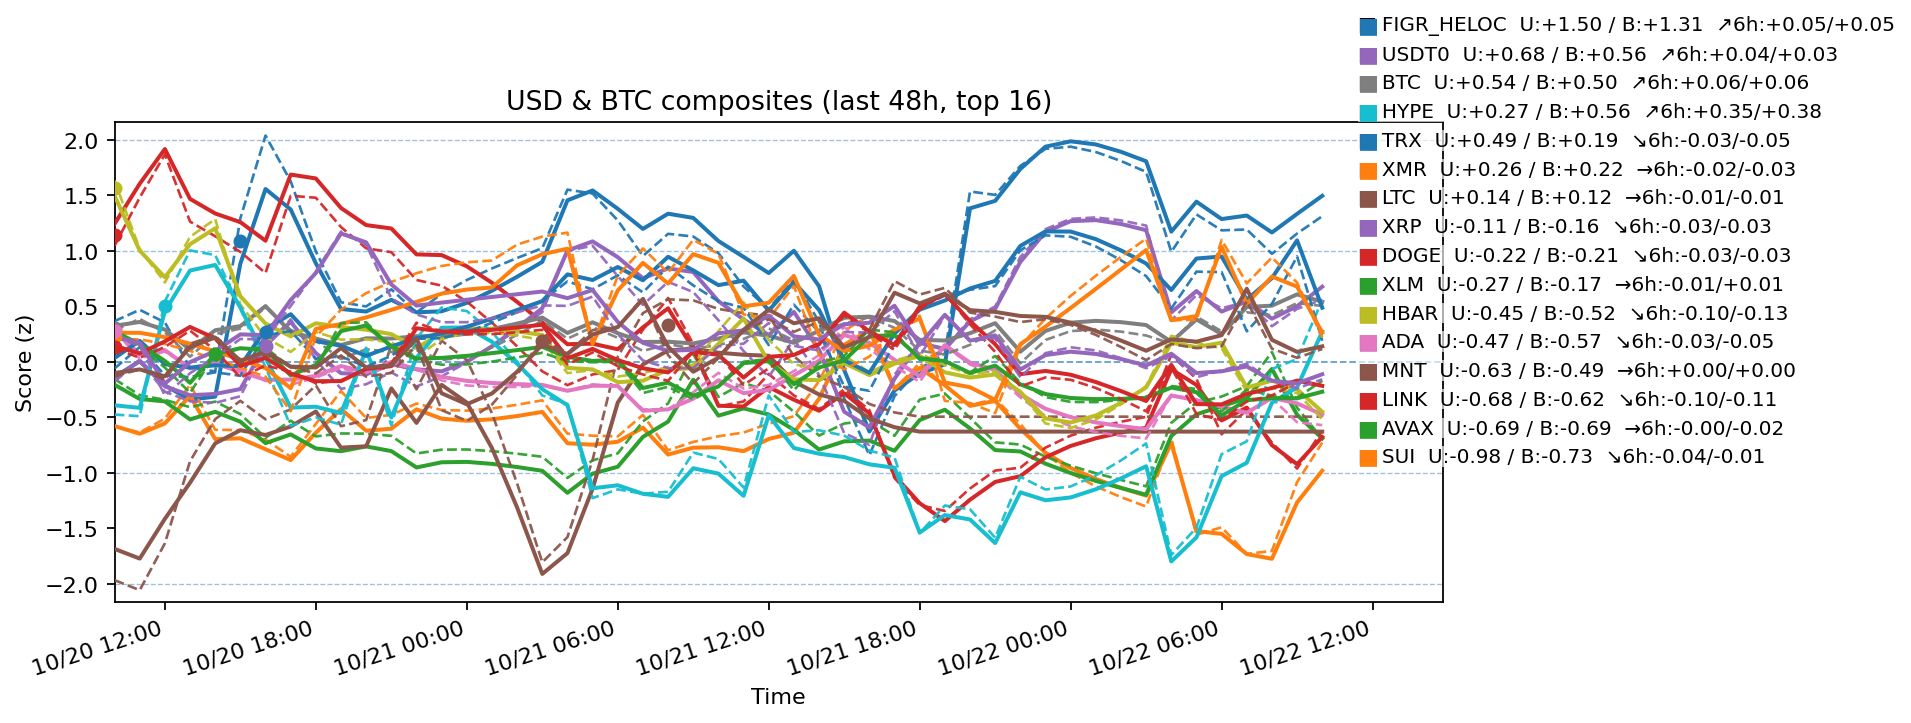 FIGR_HELOC U:+1.50 / B:+1.31 ↗6h:+0.05/+0.05
USDT0 U:+0.68 / B:+0.56 ↗6h:+0.04/+0.03
BTC U:+0.54 / B:+0.50 ↗6h:+0.06/+0.06
HYPE U:+0.27 / B:+0.56 ↗6h:+0.35/+0.38
TRX U:+0.49 / B:+0.19 ↘6h:-0.03/-0.05
XMR U:+0.26 / B:+0.22 →6h:-0.02/-0.03
LTC U:+0.14 / B:+0.12 →6h:-0.01/-0.01
XRP U:-0.11 / B:-0.16 ↘6h:-0.03/-0.03
DOGE U:-0.22 / B:-0.21 ↘6h:-0.03/-0.03
XLM U:-0.27 / B:-0.17 →6h:-0.01/+0.01
HBAR U:-0.45 / B:-0.52 ↘6h:-0.10/-0.13
ADA U:-0.47 / B:-0.57 ↘6h:-0.03/-0.05
MNT U:-0.63 / B:-0.49 →6h:+0.00/+0.00
LINK U:-0.68 / B:-0.62 ↘6h:-0.10/-0.11
AVAX U:-0.69 / B:-0.69 →6h:-0.00/-0.02
SUI U:-0.98 / B:-0.73 ↘6h:-0.04/-0.01
USD & BTC composites (last 48h, top 16)
Score (z)
2.0
1.5
1.0
0.5
0.0
−0.5
−1.0
−1.5
−2.0
10/20 12:00
10/20 18:00
10/21 00:00
10/21 06:00
10/21 12:00
10/21 18:00
10/22 00:00
10/22 06:00
10/22 12:00
Time